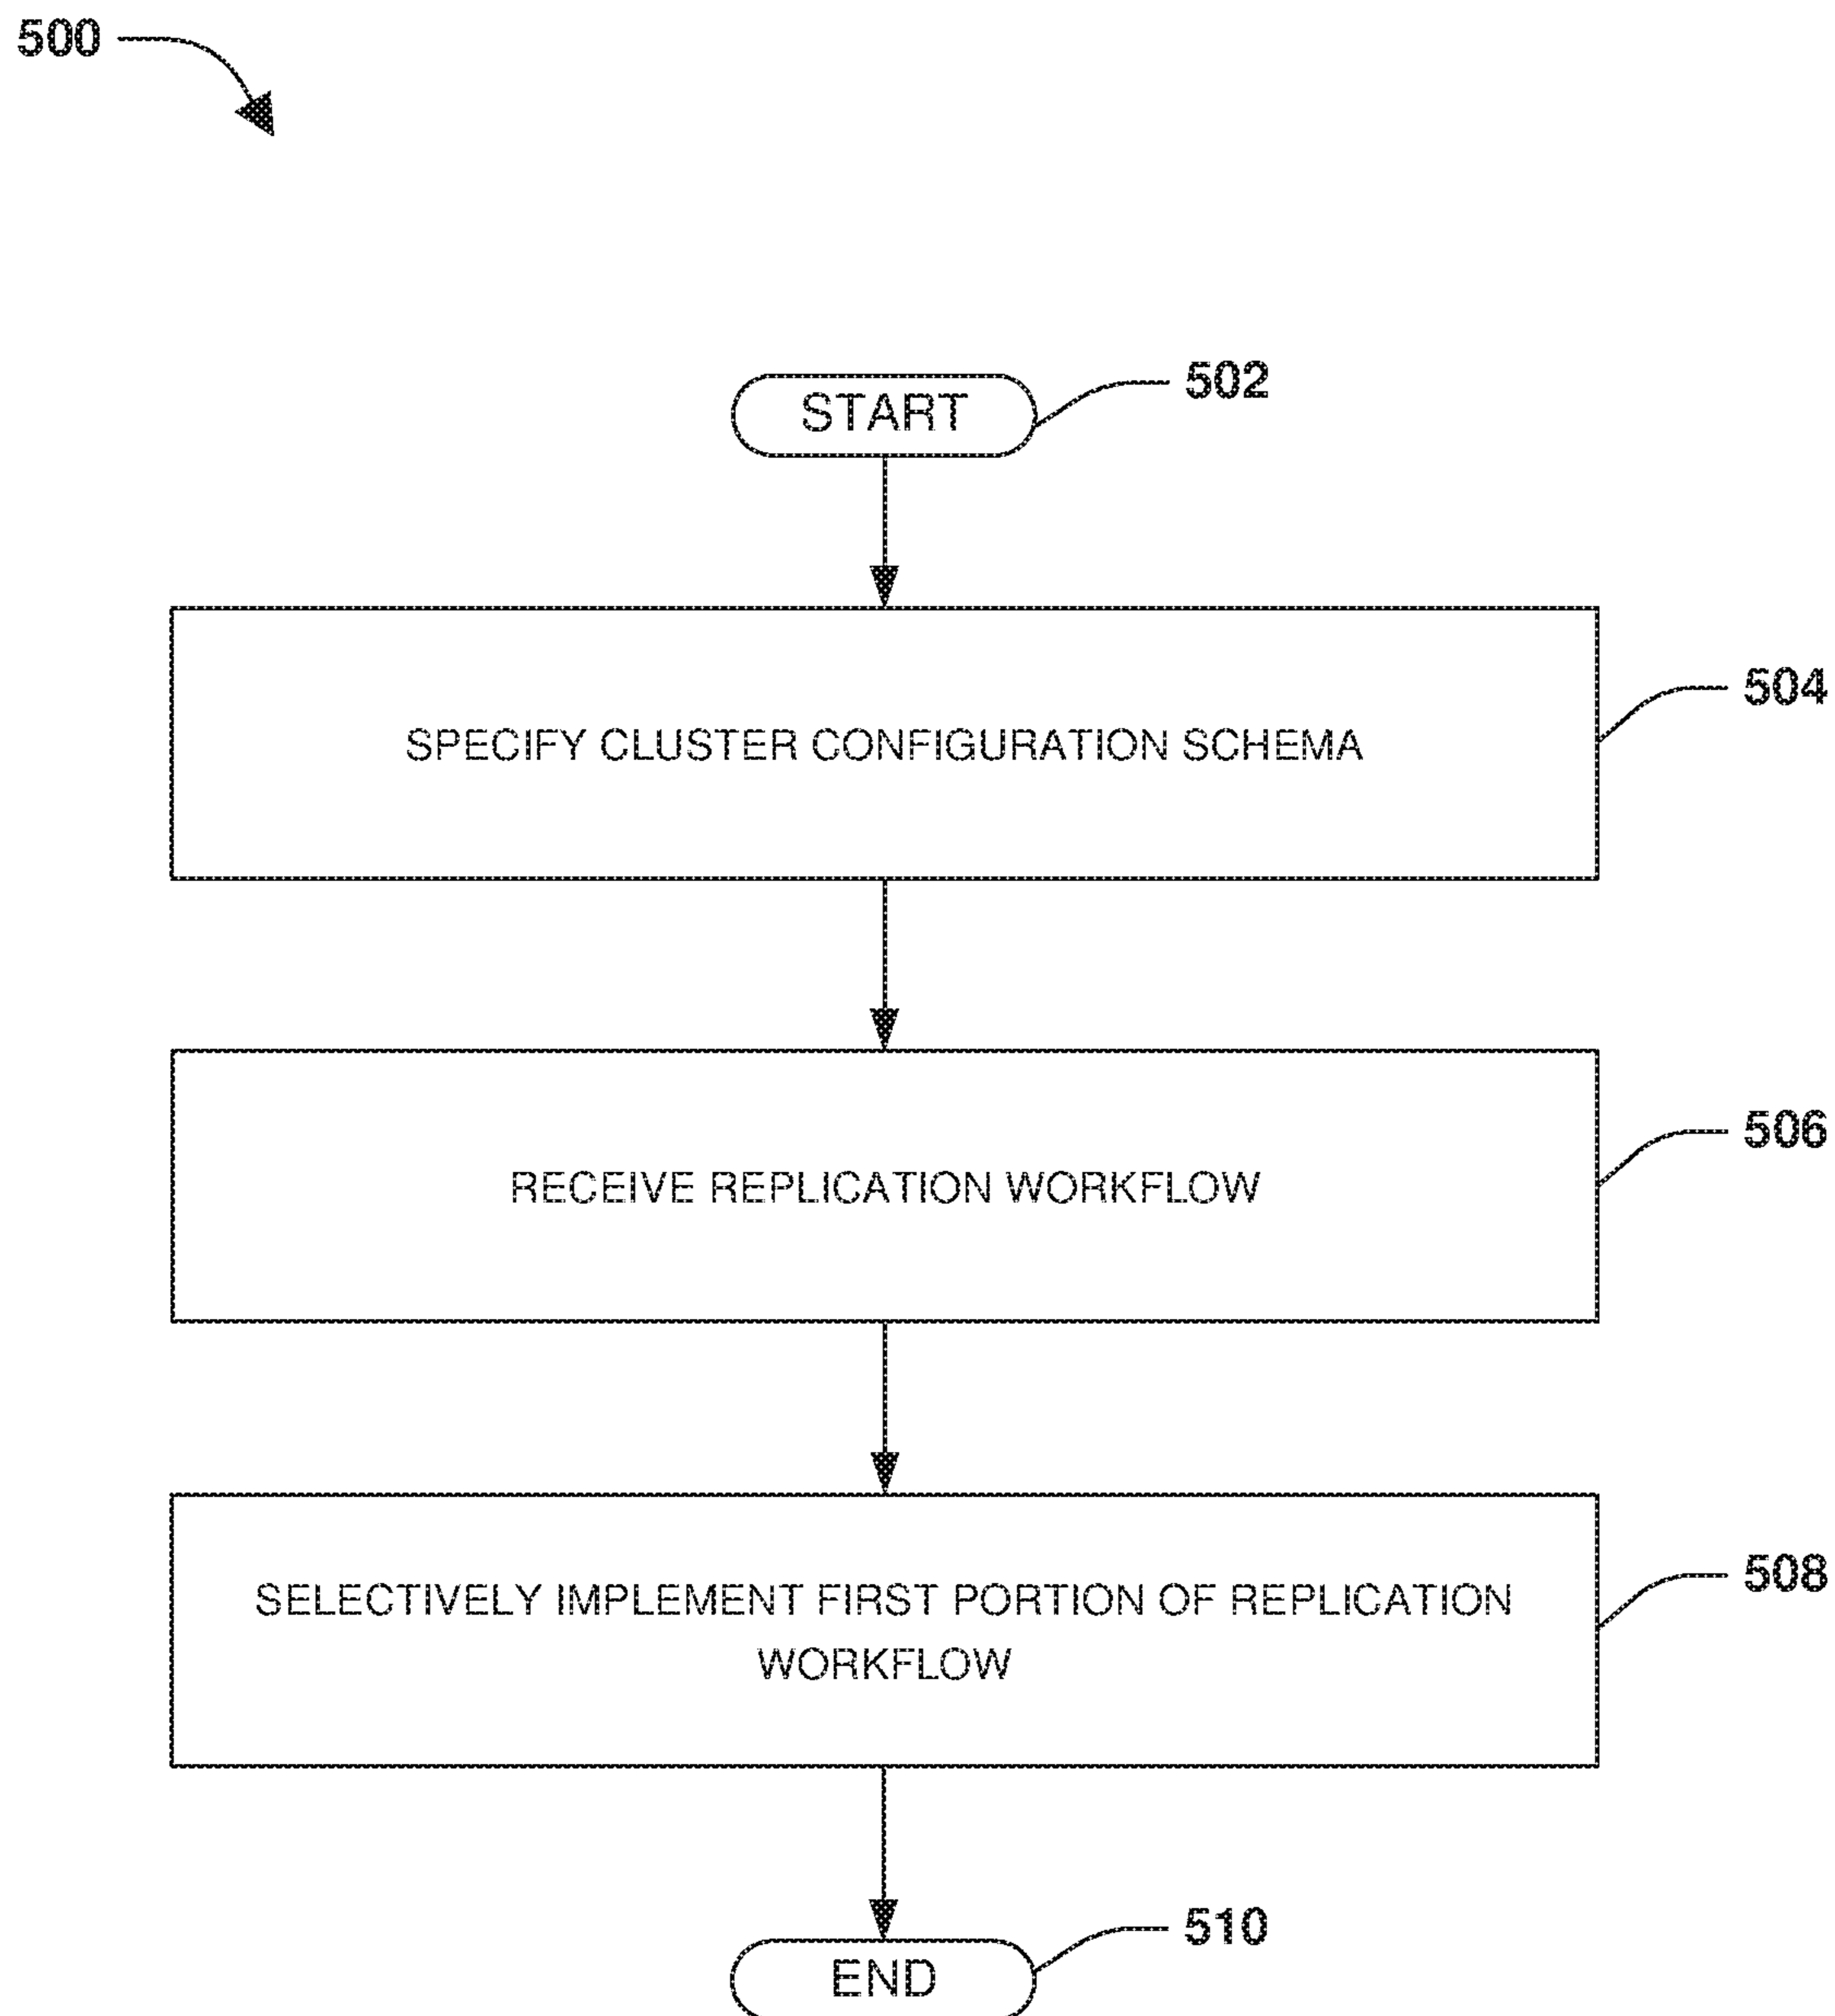 500
START
502
SPECIFY CLUSTER CONFIGURATION SCHEMA
504
RECEIVE REPLICATION WORKFLOW
506
SELECTIVELY IMPLEMENT FIRST PORTION OF REPLICATION
WORKFLOW
508
END
510